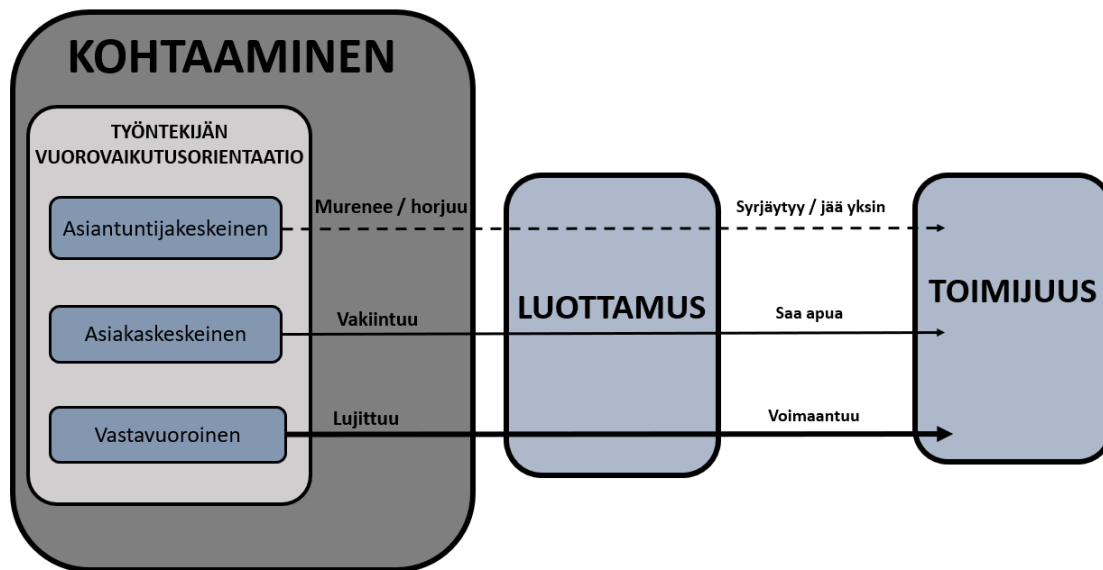 KOHTAAMINEN
TYÖNTEKIJÄN
VUOROVAIKUTUSORIENTAATIO
Asiantuntijakeskeinen
Murenee / horjuu
Syrjäytyy / jää yksin
Asiakaskeskeinen
Vakiintuu
LUOTTAMUS
Saa apua
TOIMIJUUS
Vastavuoroinen
Lujittuu
Voimaantuu